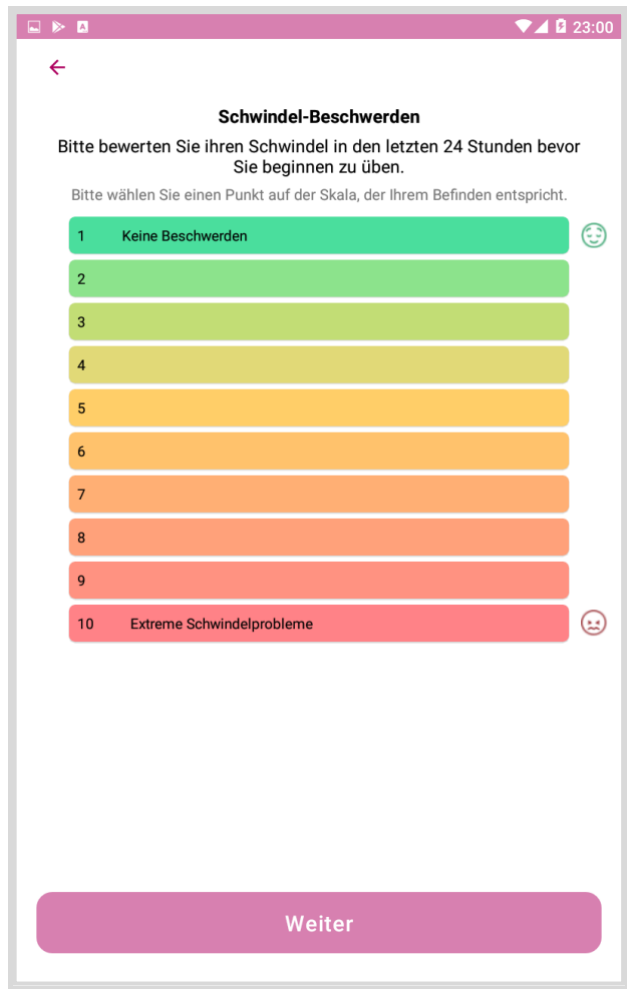 23:00
Schwindel-Beschwerden
Bitte bewerten Sie ihren Schwindel in den letzten 24 Stunden bevor
Sie beginnen zu üben.
Bitte wählen Sie einen Punkt auf der Skala, der Ihrem Befinden entspricht.
1 Keine Beschwerden
2
3
4
5
6
7
8
9
10 Extreme Schwindelprobleme
Weiter